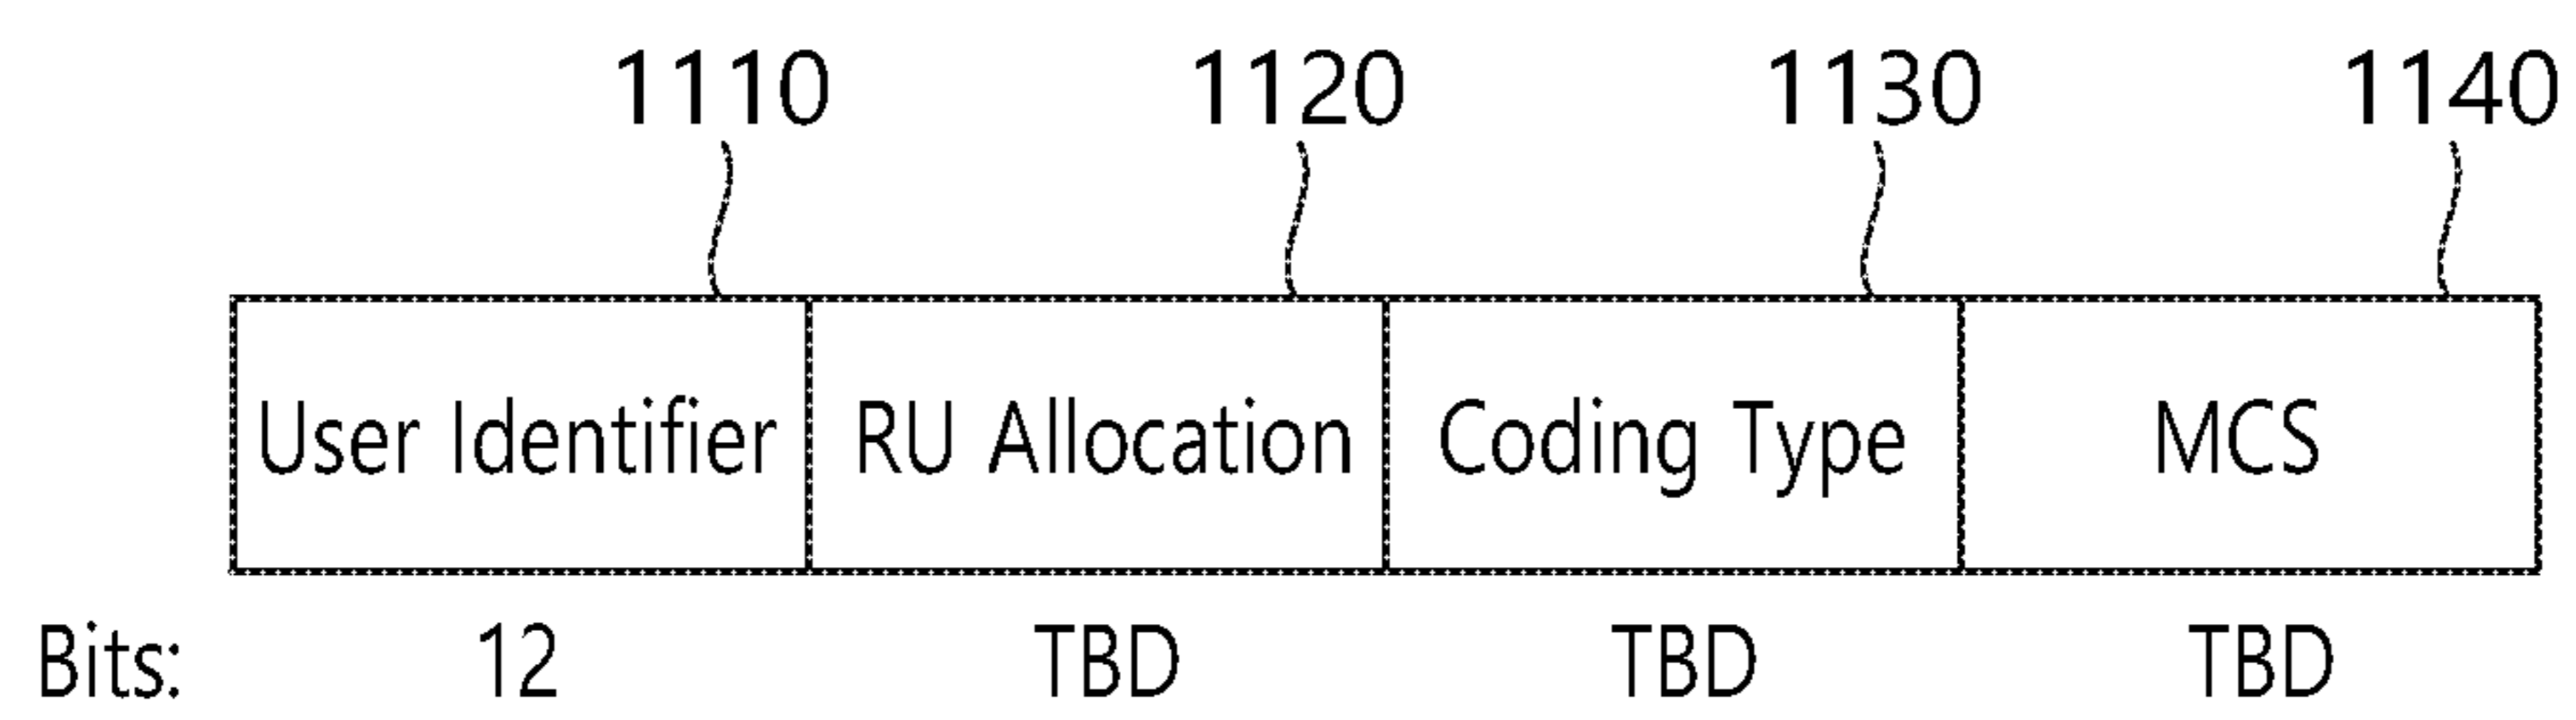 1110 1120 1130 1140
User Identifier RU Allocation Coding Type MCS
Bits: 12 TBD TBD TBD